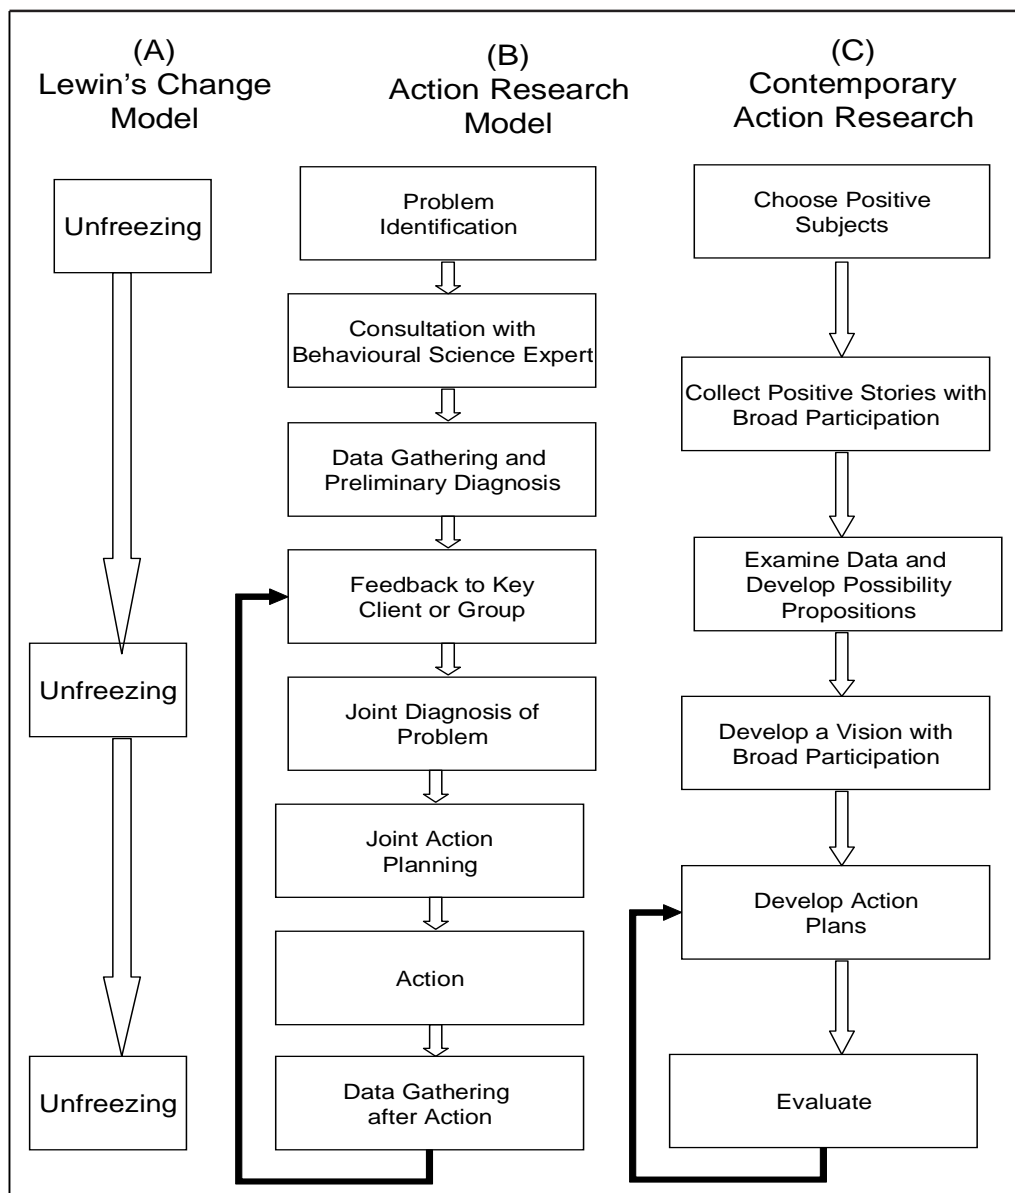 (A)
Lewin's Change
Model
Unfreezing
Unfreezing
Unfreezing
(B)
Action Research
Model
Problem
Identification
Consultation with
Behavioural Science Expert
Data Gathering and
Preliminary Diagnosis
Feedback to Key
Client or Group
Joint Diagnosis of
Problem
Joint Action
Planning
Action
Data Gathering
after Action
(C)
Contemporary
Action Research
Choose Positive
Subjects
Collect Positive Stories with
Broad Participation
Examine Data and
Develop Possibility
Propositions
Develop a Vision with
Broad Participation
Develop Action
Plans
Evaluate